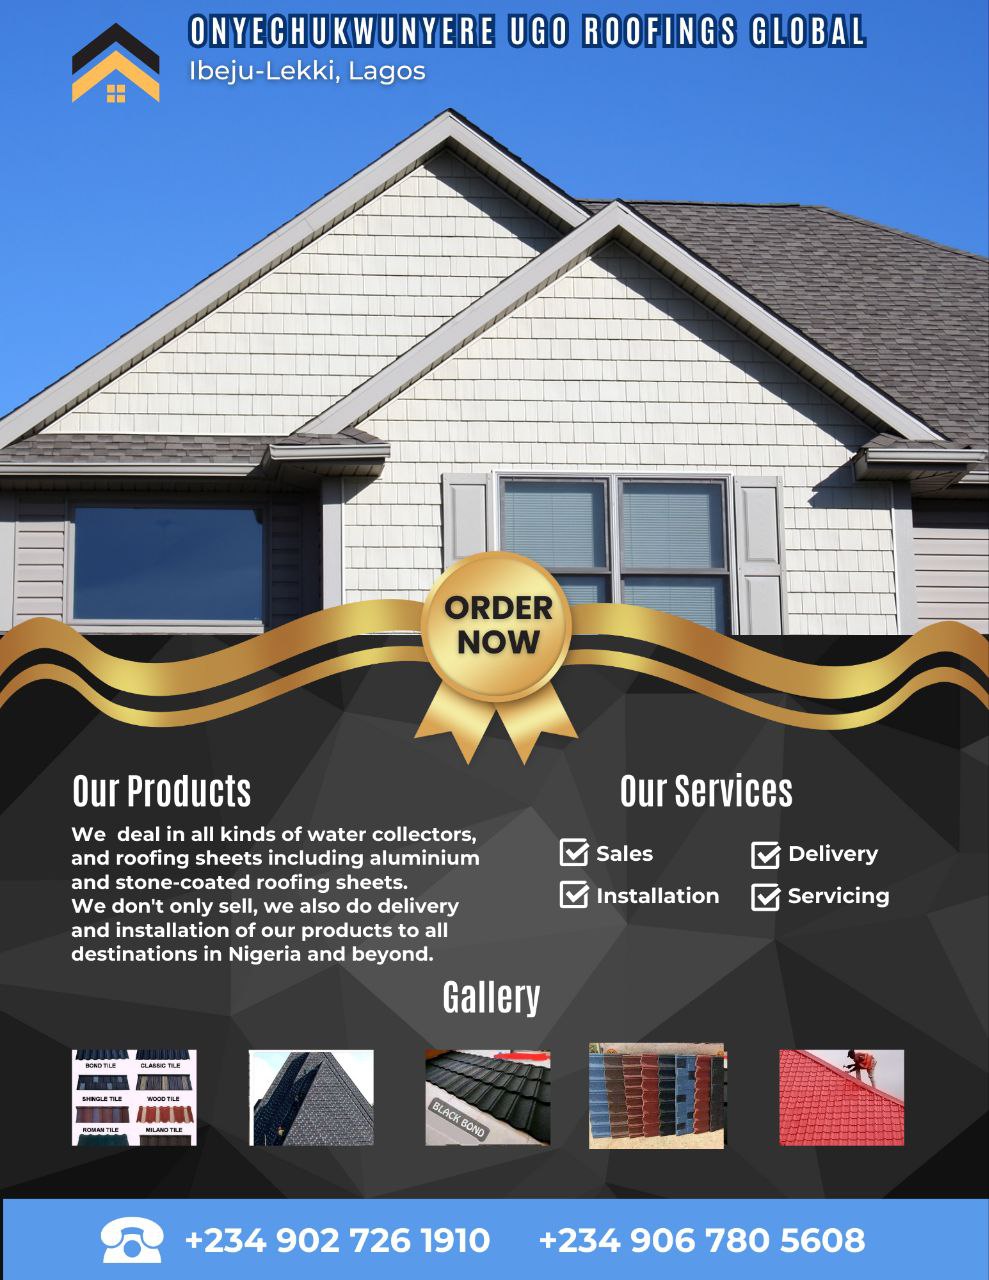 ONYECHUKWUNYERE UGO ROOFINGS GLOBAL
Ibeju-Lekki, Lagos
ORDER
NOW
Our Products
We deal in all kinds of water collectors,
and roofing sheets including aluminium
and stone-coated roofing sheets.
We don't only sell, we also do delivery
and installation of our products to all
destinations in Nigeria and beyond.
Our Services
Sales
Delivery
Installation
Servicing
Gallery
BOND TILE CLASSIC TILE
SHINGLE TILE WOOD TILE
ROMAN TILE MILANO TILE
BLACK BOND
+234 902 726 1910 +234 906 780 5608